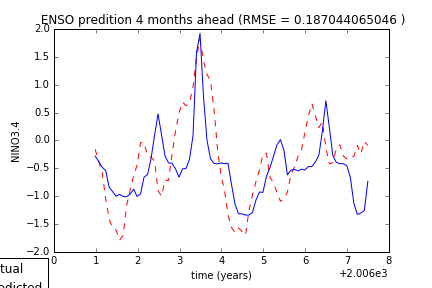 ENSO predition 4 months ahead (RMSE = 0.187044065046 )
2.0
1.5
1.0
0.5
0.0
−0.5
−1.0
−1.5
−2.0
NINO3.4
0 1 2 3 4 5 6 7 8
time (years)
+2.006e3
tual
edicted